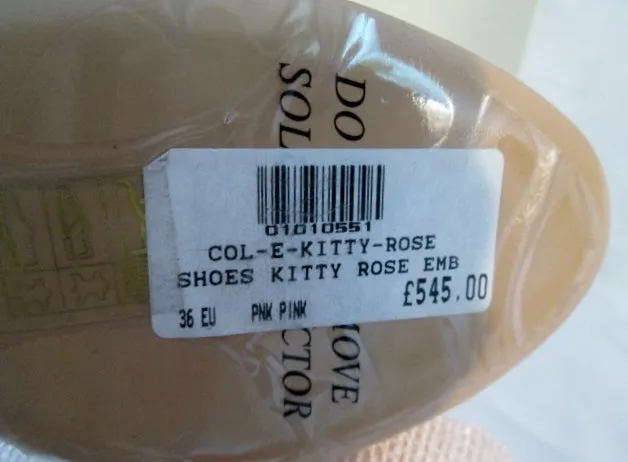 DO MOVE
SOL CTOR
01010551
COL-E-KITTY-ROSE
SHOES KITTY ROSE EMB
£545.00
36 EU PNK PINK